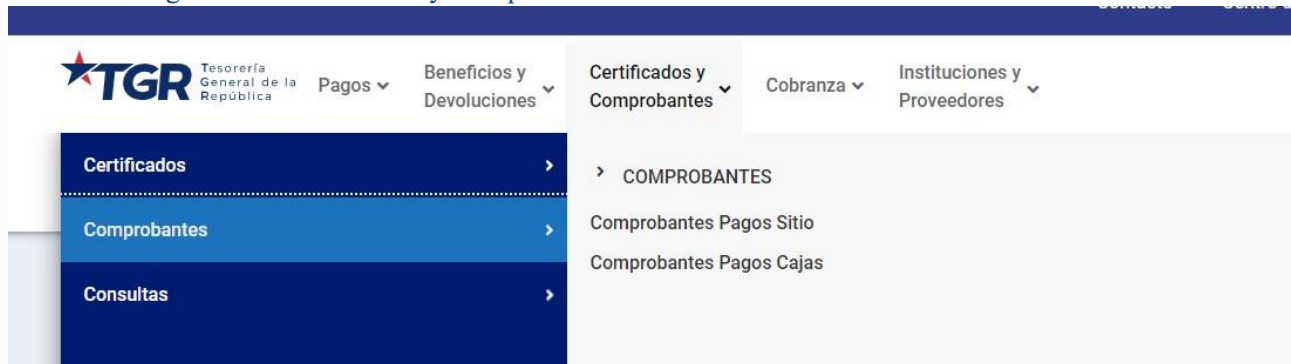 TGR
Tesorería
General de la
República
Pagos
Beneficios y
Devoluciones
Certificados y
Comprobantes
Cobranza
Instituciones y
Proveedores
Certificados
Comprobantes
Consultas
COMPROBANTES
Comprobantes Pagos Sitio
Comprobantes Pagos Cajas